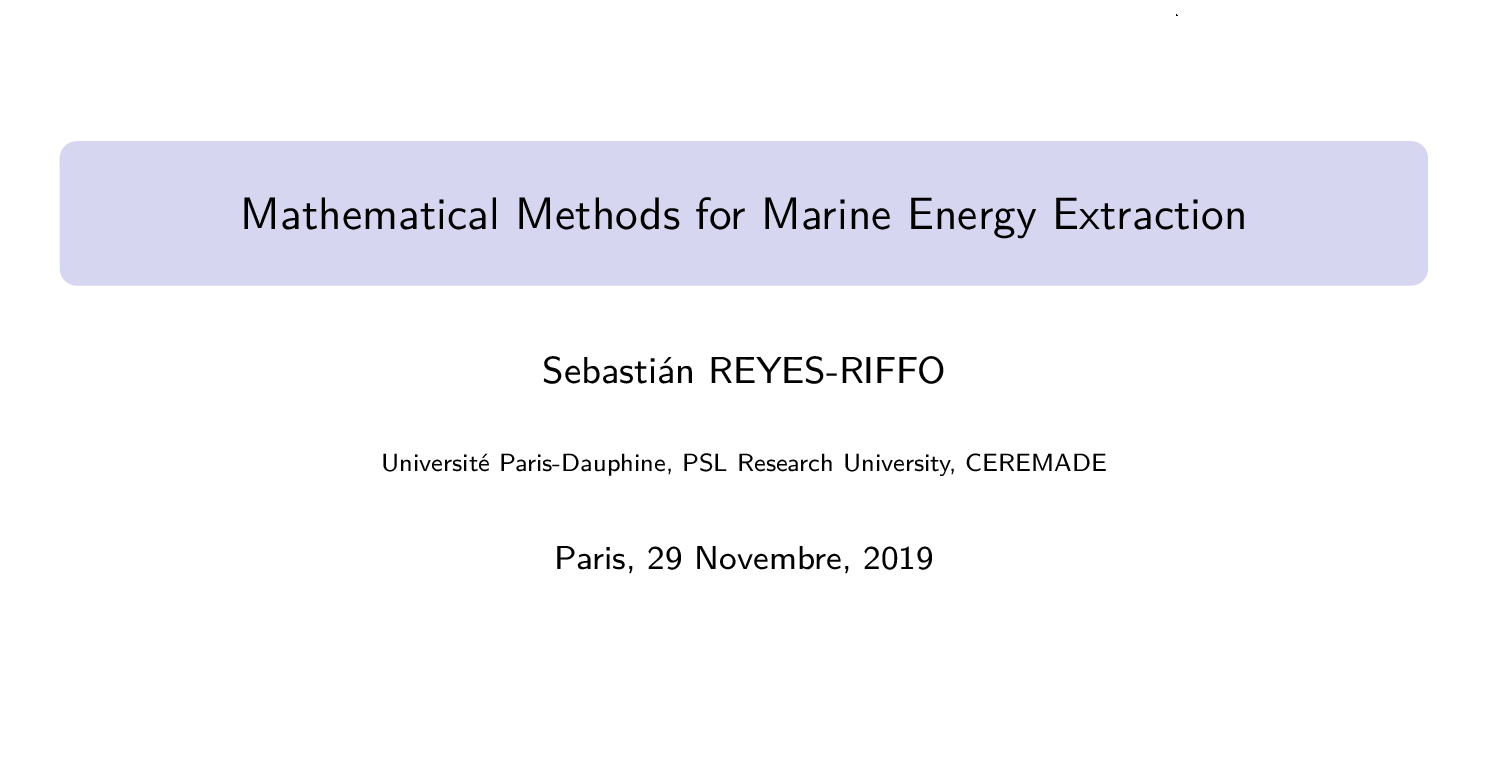 Mathematical Methods for Marine Energy Extraction
Sebastián REYES-RIFFO
Université Paris-Dauphine, PSL Research University, CEREMADE
Paris, 29 Novembre, 2019